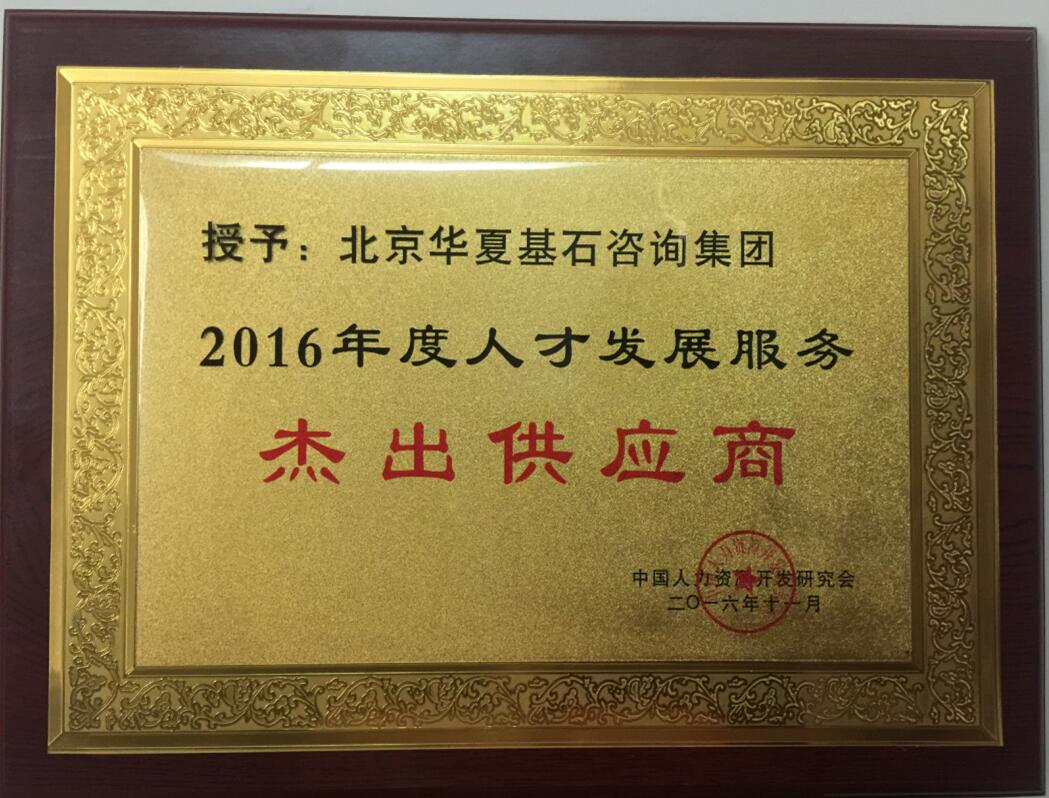 授予：北京华夏基石咨询集团
2016年度人才发展服务
杰出供应商
中国人力资源开发研究会
二〇一六年十一月